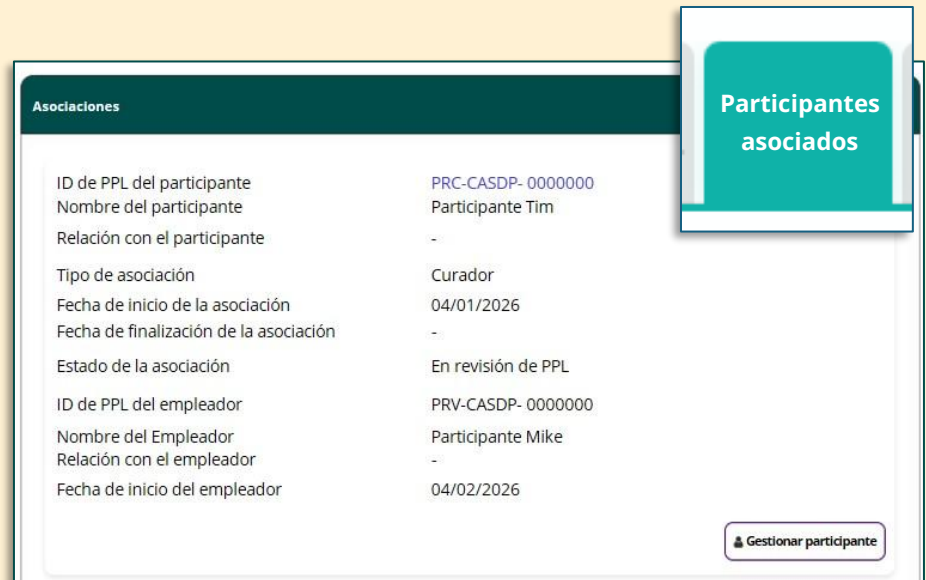 Participantes
asociados
Asociaciones
ID de PPL del participante PRC-CASDP- 0000000
Nombre del participante Participante Tim
Relación con el participante -
Tipo de asociación Curador
Fecha de inicio de la asociación 04/01/2026
Fecha de finalización de la asociación -
Estado de la asociación En revisión de PPL
ID de PPL del empleador PRV-CASDP- 0000000
Nombre del Empleador Participante Mike
Relación con el empleador -
Fecha de inicio del empleador 04/02/2026
Gestionar participante